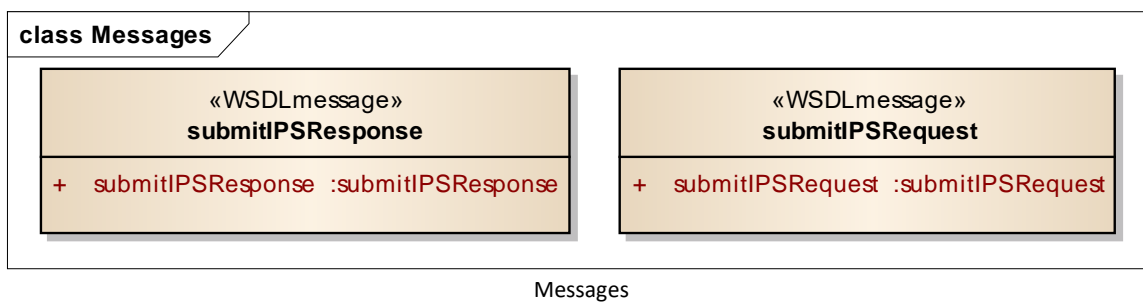 class Messages
«WSDLmessage»
submitIPSResponse
+ submitIPSResponse :submitIPSResponse
«WSDLmessage»
submitIPSRequest
+ submitIPSRequest :submitIPSRequest
Messages